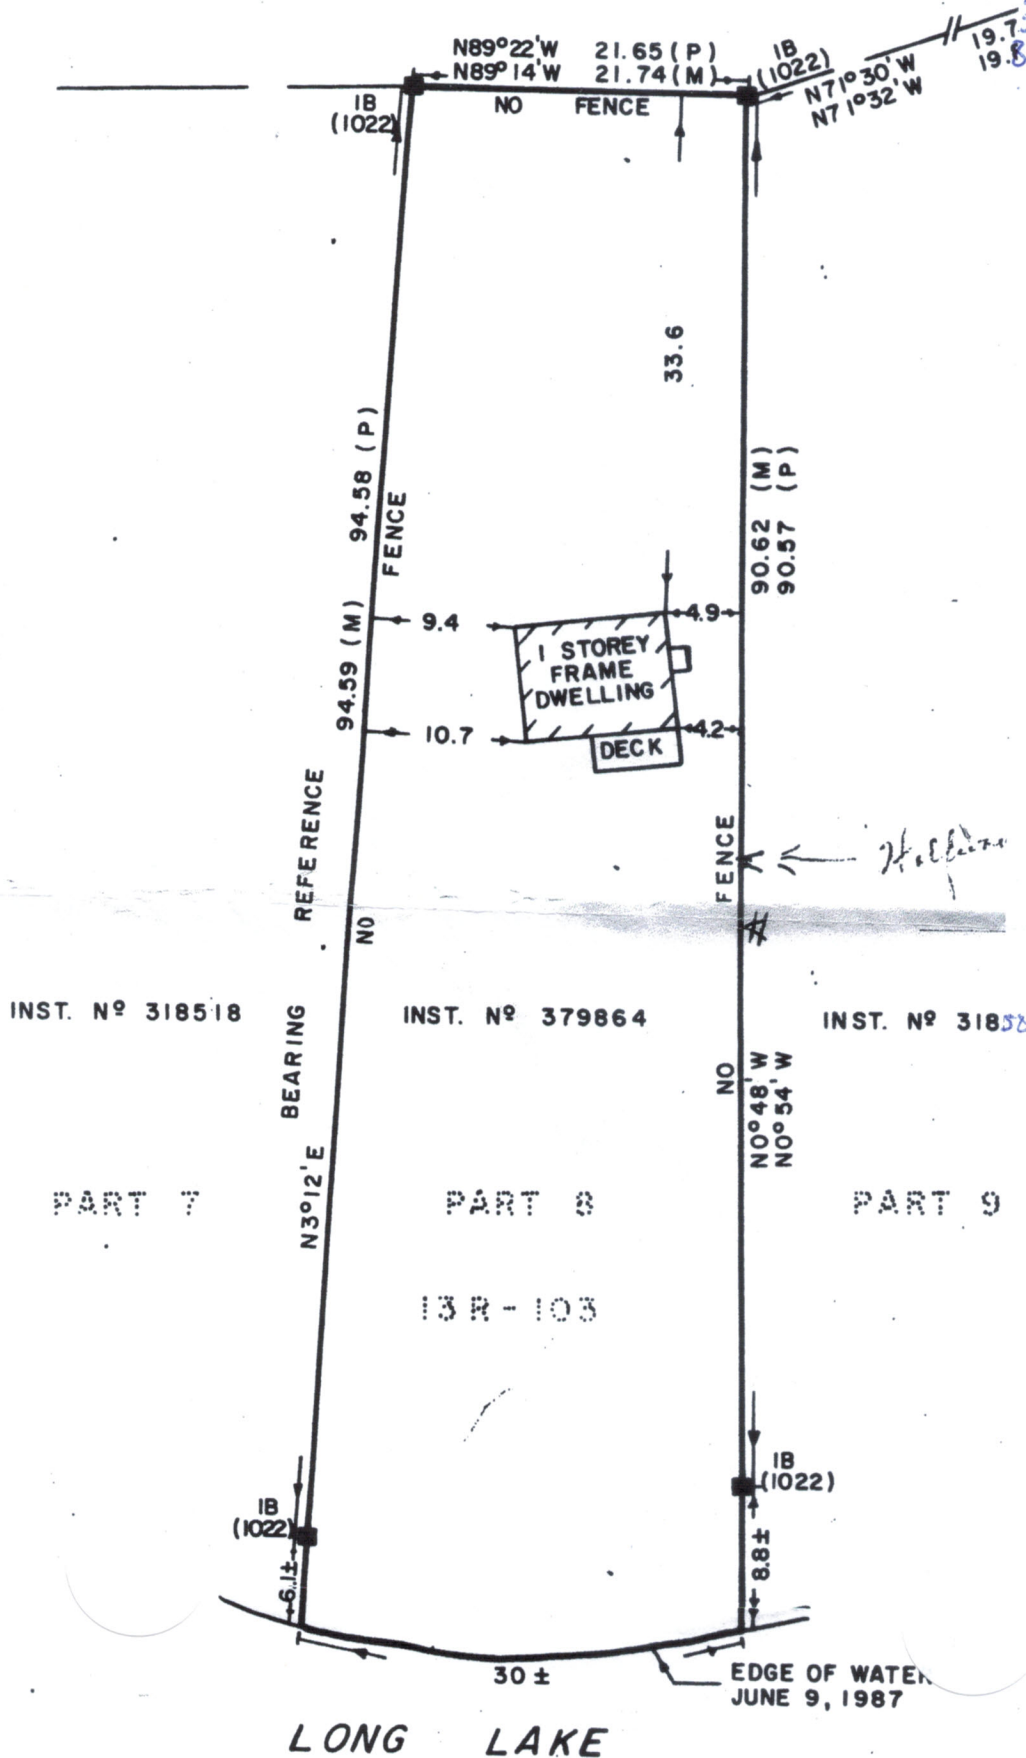 N89°22'W 21.65 (P)
N89°14'W 21.74 (M)
IB
(1022)
19.7
19.8
N71°30'W
N71°32'W
IB
(1022)
NO FENCE
33.6
94.59 (M) 94.58 (P)
FENCE
90.62 (M)
90.57 (P)
9.4
4.9
1 STOREY
FRAME
DWELLING
10.7
4.2
DECK
BEARING REFERENCE
NO
FENCE
INST. Nº 318518
INST. Nº 379864
INST. Nº 318
NO
N0°48'W
N0°54'W
N3°12'E
PART 7
PART 8
PART 9
13R-103
IB
(1022)
IB
(1022)
6.1±
8.8±
30±
EDGE OF WATER
JUNE 9, 1987
LONG LAKE